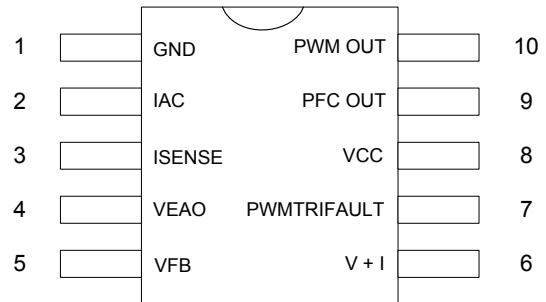 1 GND PWM OUT 10
2 IAC PFC OUT 9
3 ISENSE VCC 8
4 VEAO PWMTRIFAULT 7
5 VFB V + I 6